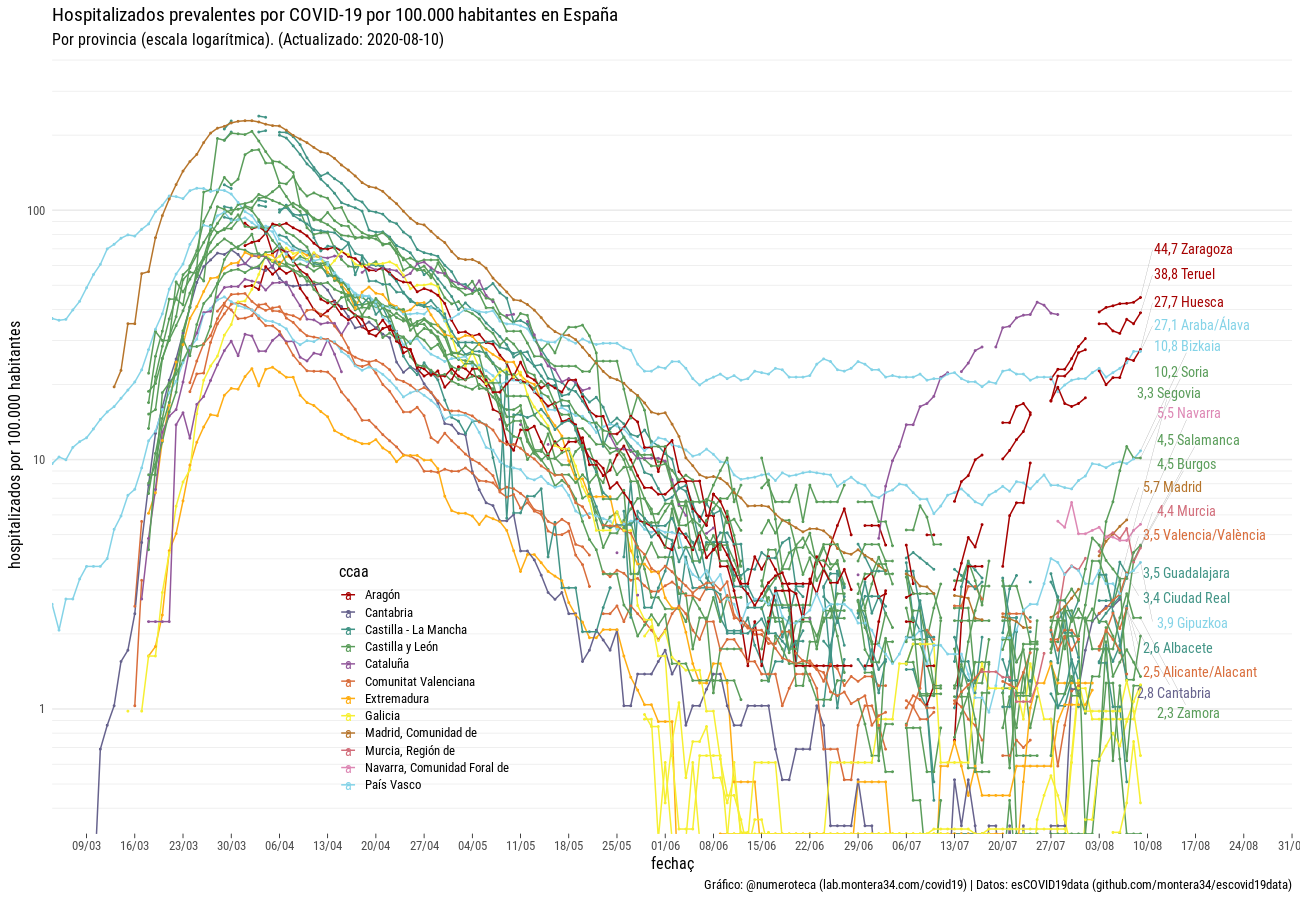 Hospitalizados prevalentes por COVID-19 por 100.000 habitantes en España
Por provincia (escala logarítmica). (Actualizado: 2020-08-10)
hospitalizados por 100.000 habitantes
100
10
1
44,7 Zaragoza
38,8 Teruel
27,7 Huesca
27,1 Araba/Álava
10,8 Bizkaia
10,2 Soria
3,3 Segovia
5,5 Navarra
4,5 Salamanca
4,5 Burgos
5,7 Madrid
4,4 Murcia
3,5 Valencia/València
3,5 Guadalajara
3,4 Ciudad Real
3,9 Gipuzkoa
2,6 Albacete
2,5 Alicante/Alacant
2,8 Cantabria
2,3 Zamora
ccaa
Aragón
Cantabria
Castilla - La Mancha
Castilla y León
Cataluña
Comunitat Valenciana
Extremadura
Galicia
Madrid, Comunidad de
Murcia, Región de
Navarra, Comunidad Foral de
País Vasco
09/03 16/03 23/03 30/03 06/04 13/04 20/04 27/04 04/05 11/05 18/05 25/05 01/06 08/06 15/06 22/06 29/06 06/07 13/07 20/07 27/07 03/08 10/08 17/08 24/08 31/0
fechaç
Gráfico: @numeroteca (lab.montera34.com/covid19) | Datos: esCOVID19data (github.com/montera34/escovid19data)